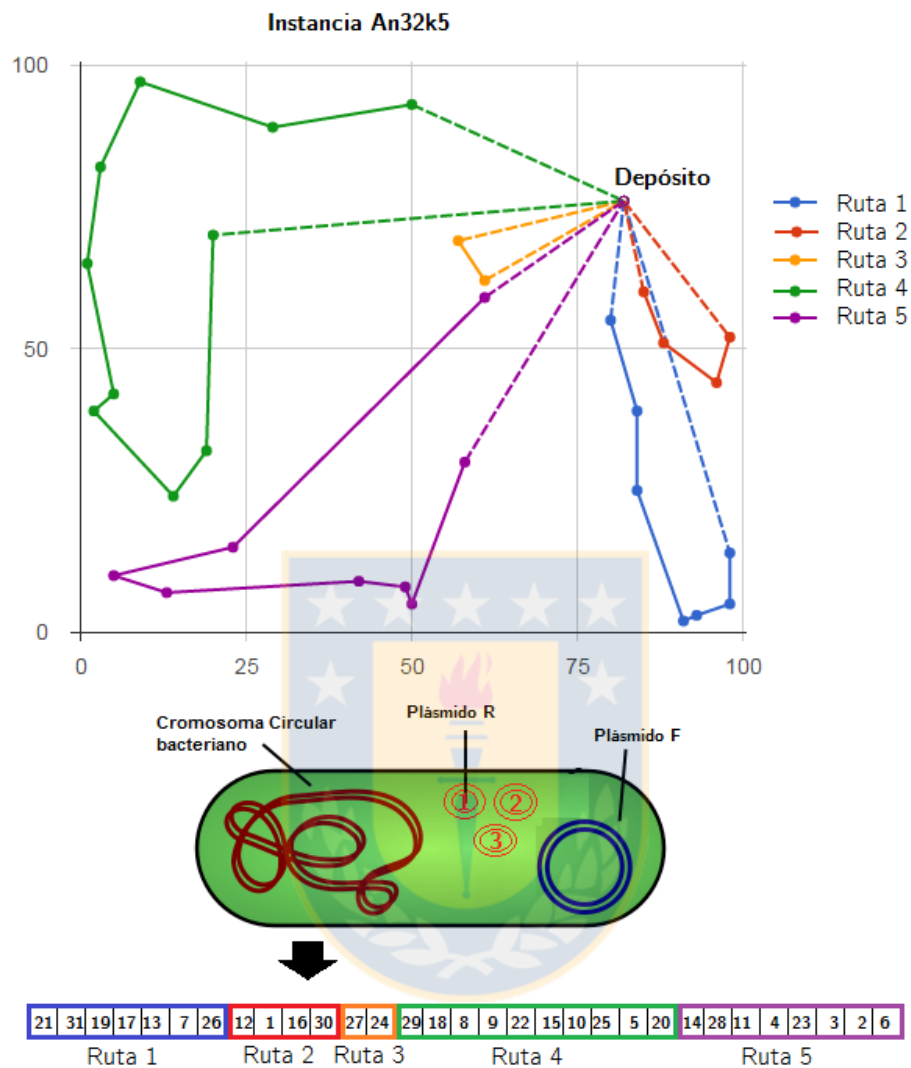 Instancia An32k5
100
50
0
0 25 50 75 100
Depósito
Ruta 1
Ruta 2
Ruta 3
Ruta 4
Ruta 5
Cromosoma Circular
bacteriano
Plàsmido R
Plàsmido F
1 2
3
21 31 19 17 13 7 26 12 1 16 30 27 24 29 18 8 9 22 15 10 25 5 20 14 28 11 4 23 3 2 6
Ruta 1 Ruta 2 Ruta 3 Ruta 4 Ruta 5